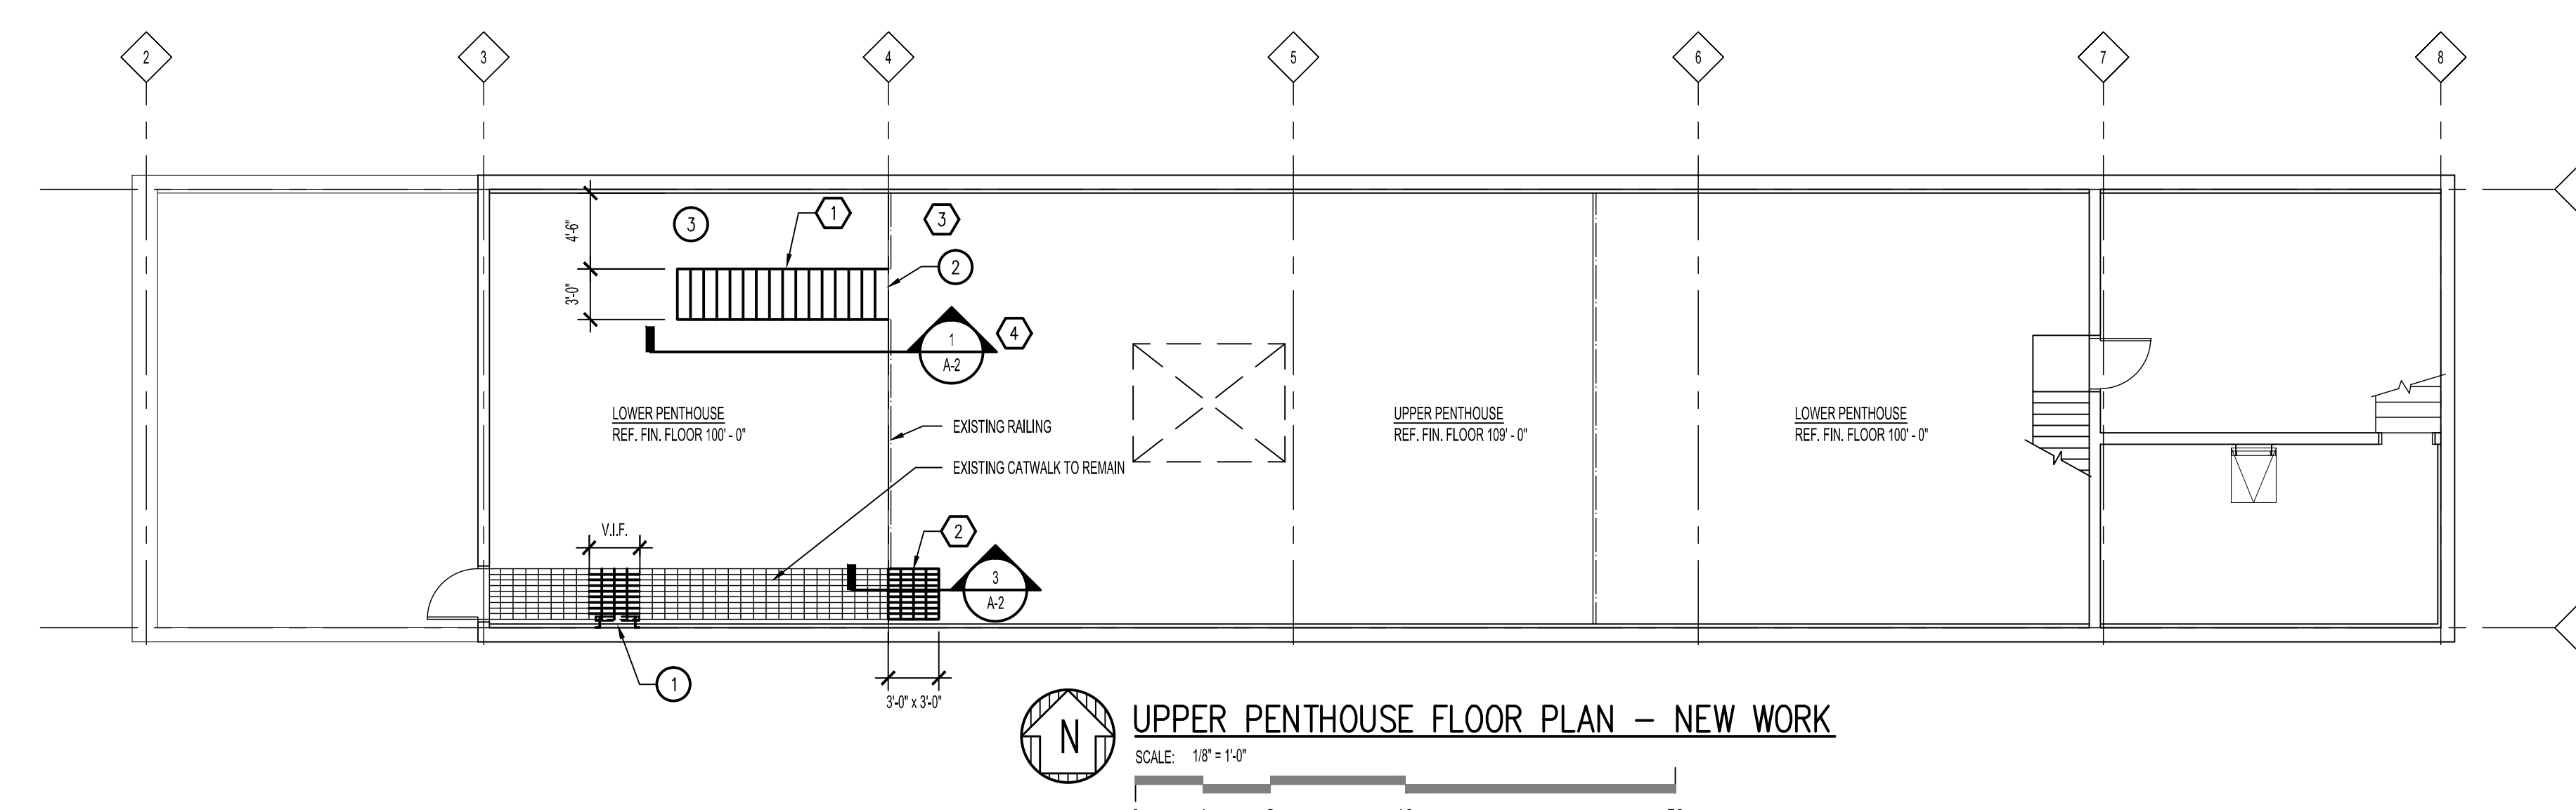 2 3 4 5 6 7 8
4'-6"
3 1 3
2
3'-0"
1
A-2
4
LOWER PENTHOUSE
REF. FIN. FLOOR 100' - 0"
UPPER PENTHOUSE
REF. FIN. FLOOR 109' - 0"
LOWER PENTHOUSE
REF. FIN. FLOOR 100' - 0"
EXISTING RAILING
EXISTING CATWALK TO REMAIN
V.I.F.
2
3
A-2
1
3'-0" x 3'-0"
N
UPPER PENTHOUSE FLOOR PLAN - NEW WORK
SCALE: 1/8" = 1'-0"